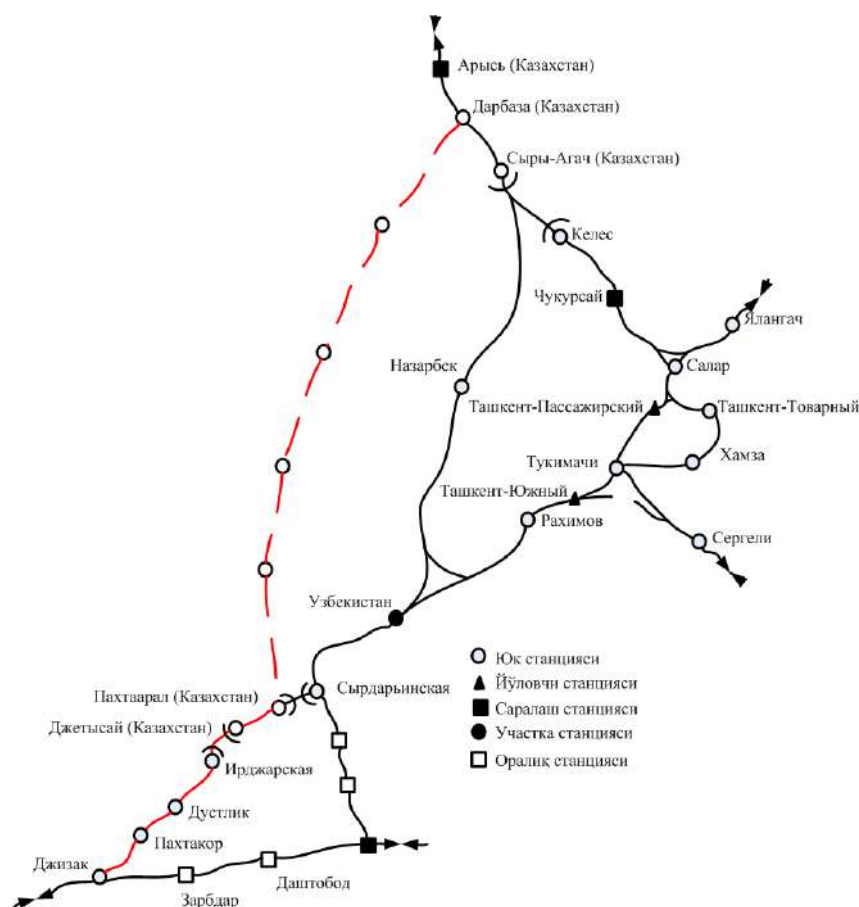 Арысь (Казахстан)
Дарбаза (Казахстан)
Сыры-Агач (Казахстан)
Келес
Чукурсай
Ялангач
Назарбек
Салар
Ташкент-Пассажирский
Ташкент-Товарный
Тукимачи
Хамза
Ташкент-Южный
Рахимов
Сергели
Узбекистан
Юк станцияси
Йўловчи станцияси
Саралаш станцияси
Участка станцияси
Оралиқ станцияси
Пахтаарал (Казахстан)
Сырдарьинская
Джетысай (Казахстан)
Ирджарская
Дустлик
Пахтакор
Джизак
Даштобод
Зарбдар